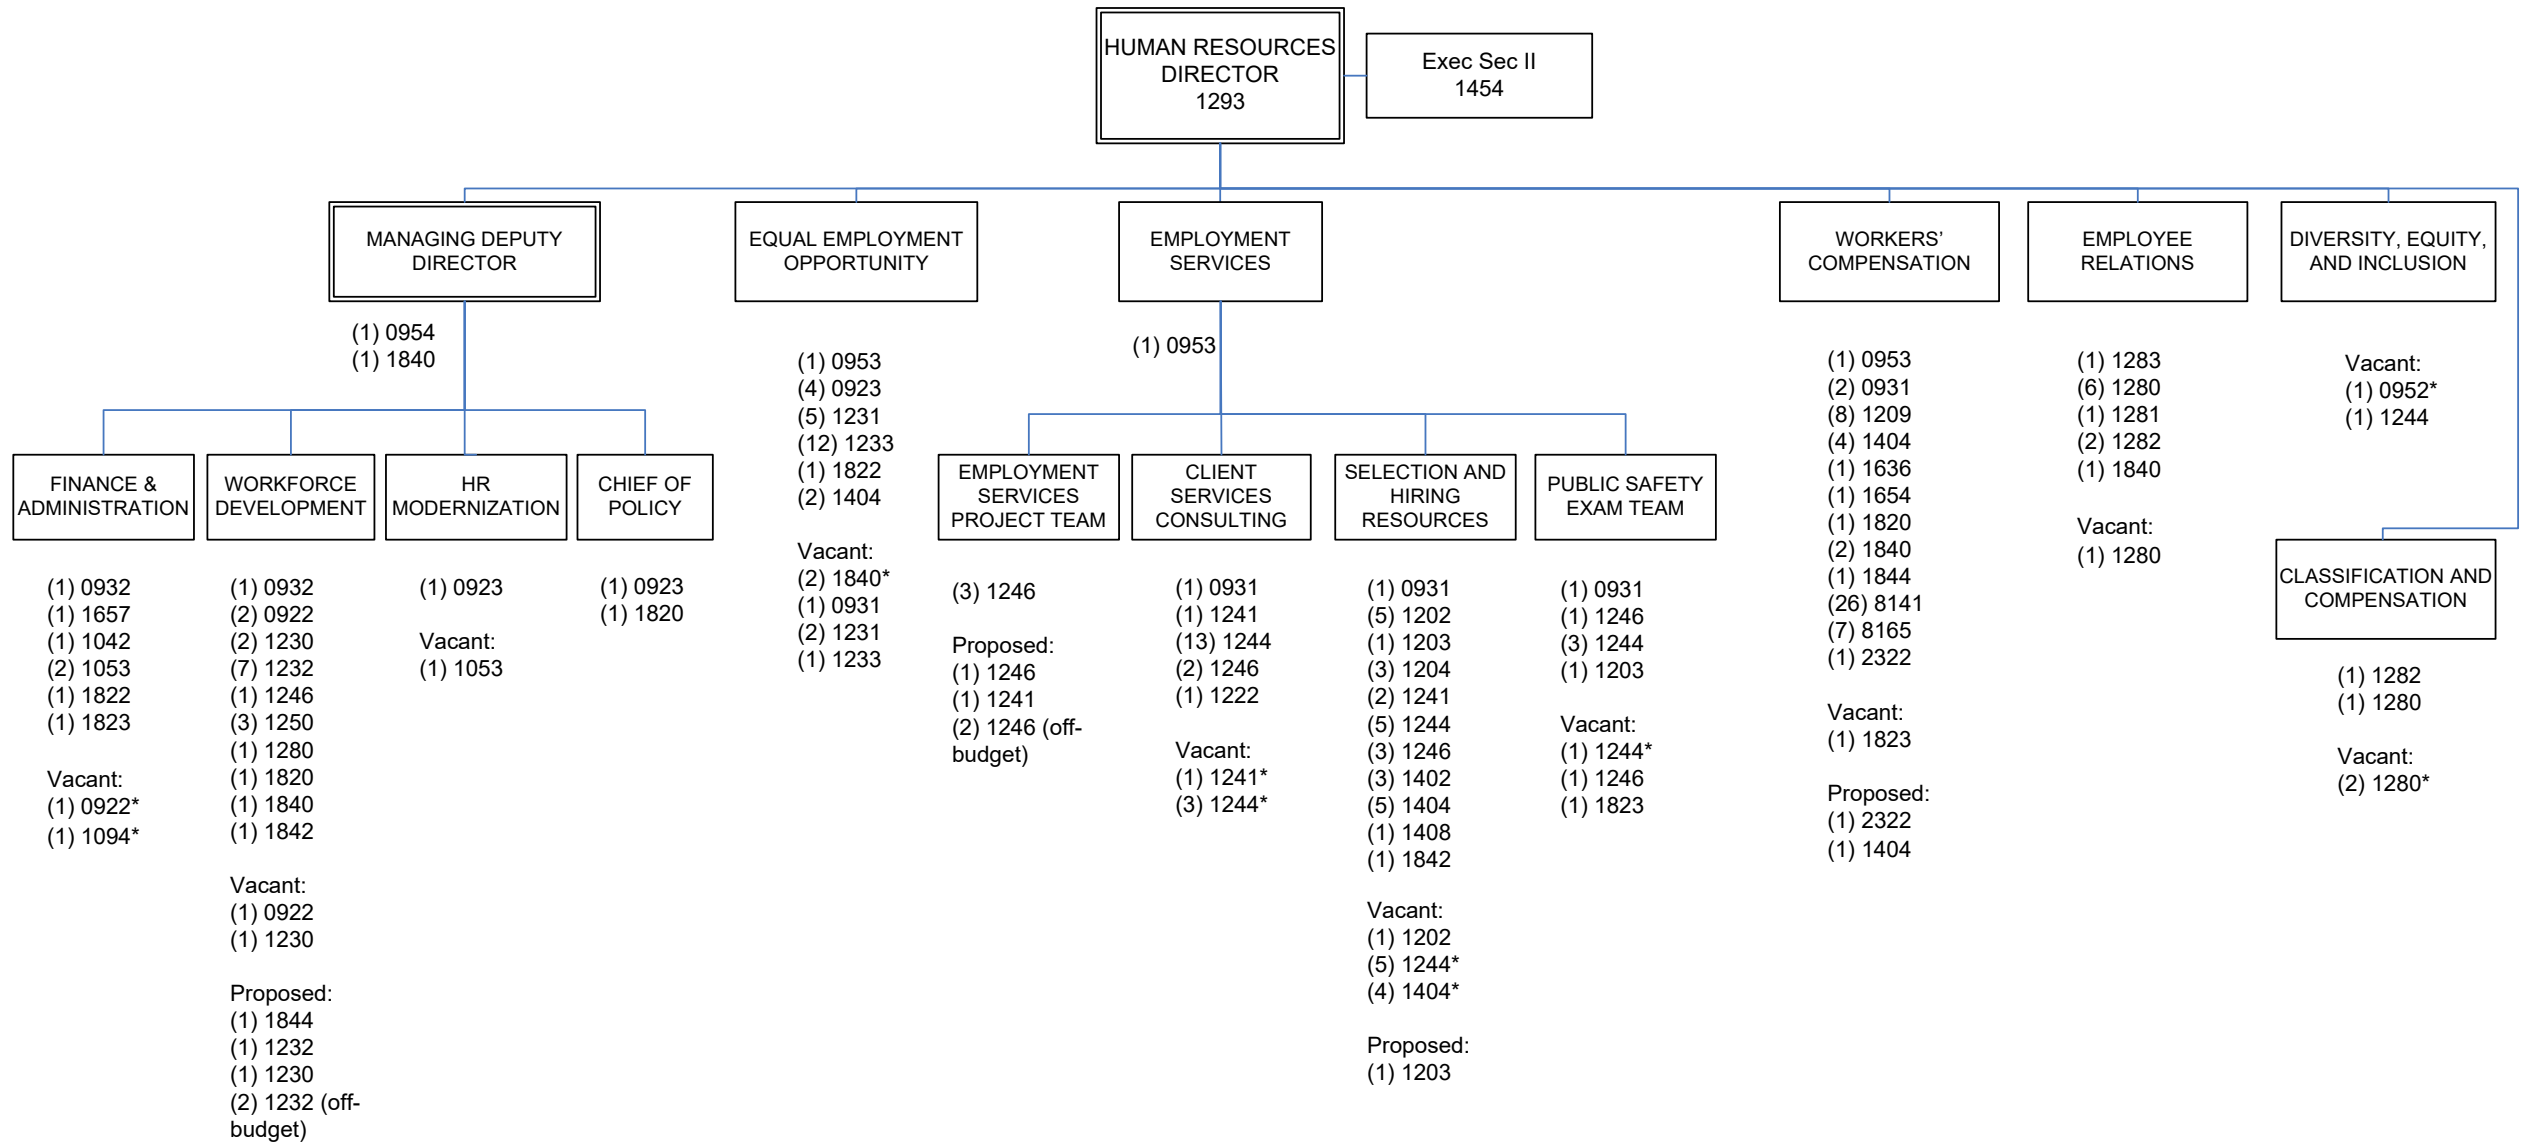 HUMAN RESOURCES
DIRECTOR
1293
Exec Sec II
1454
MANAGING DEPUTY
DIRECTOR
(1) 0954
(1) 1840
FINANCE &
ADMINISTRATION
(1) 0932
(1) 1657
(1) 1042
(2) 1053
(1) 1822
(1) 1823
Vacant:
(1) 0922*
(1) 1094*
WORKFORCE
DEVELOPMENT
(1) 0932
(2) 0922
(2) 1230
(7) 1232
(1) 1246
(3) 1250
(1) 1280
(1) 1820
(1) 1840
(1) 1842
Vacant:
(1) 0922
(1) 1230
Proposed:
(1) 1844
(1) 1232
(1) 1230
(2) 1232 (off-
budget)
HR
MODERNIZATION
(1) 0923
Vacant:
(1) 1053
CHIEF OF
POLICY
(1) 0923
(1) 1820
EQUAL EMPLOYMENT
OPPORTUNITY
(1) 0953
(4) 0923
(5) 1231
(12) 1233
(1) 1822
(2) 1404
Vacant:
(2) 1840*
(1) 0931
(2) 1231
(1) 1233
EMPLOYMENT
SERVICES
(1) 0953
EMPLOYMENT
SERVICES
PROJECT TEAM
(3) 1246
Proposed:
(1) 1246
(1) 1241
(2) 1246 (off-
budget)
CLIENT
SERVICES
CONSULTING
(1) 0931
(1) 1241
(13) 1244
(2) 1246
(1) 1222
Vacant:
(1) 1241*
(3) 1244*
SELECTION AND
HIRING
RESOURCES
(1) 0931
(5) 1202
(1) 1203
(3) 1204
(2) 1241
(5) 1244
(3) 1246
(3) 1402
(5) 1404
(1) 1408
(1) 1842
Vacant:
(1) 1202
(5) 1244*
(4) 1404*
Proposed:
(1) 1203
PUBLIC SAFETY
EXAM TEAM
(1) 0931
(1) 1246
(3) 1244
(1) 1203
Vacant:
(1) 1244*
(1) 1246
(1) 1823
WORKERS’
COMPENSATION
(1) 0953
(2) 0931
(8) 1209
(4) 1404
(1) 1636
(1) 1654
(1) 1820
(2) 1840
(1) 1844
(26) 8141
(7) 8165
(1) 2322
Vacant:
(1) 1823
Proposed:
(1) 2322
(1) 1404
EMPLOYEE
RELATIONS
(1) 1283
(6) 1280
(1) 1281
(2) 1282
(1) 1840
Vacant:
(1) 1280
DIVERSITY, EQUITY,
AND INCLUSION
Vacant:
(1) 0952*
(1) 1244
CLASSIFICATION AND
COMPENSATION
(1) 1282
(1) 1280
Vacant:
(2) 1280*